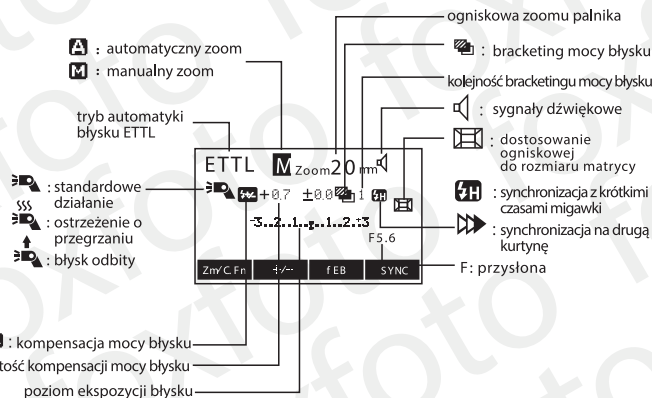 ogniskowa zoomu palnika
A : automatyczny zoom
M : manualny zoom
: bracketing mocy błysku
kolejność bracketingu mocy błysku
tryb automatyki
błysku ETTL
: sygnały dźwiękowe
: dostosowanie
ogniskowej
do rozmiaru matrycy
ETTL M Zoom 20 mm
: standardowe
działanie
+0.7 ±0.0 1 H
H : synchronizacja z krótkimi
czasami migawki
: ostrzeżenie o
przegrzaniu
-3..2..1..0..1..2..+3
: synchronizacja na drugą
kurtynę
: błysk odbity
F5.6
Zm/C.Fn +/- fEB SYNC
F: przysłona
: kompensacja mocy błysku
tość kompensacji mocy błysku
poziom ekspozycji błysku
foxfoto